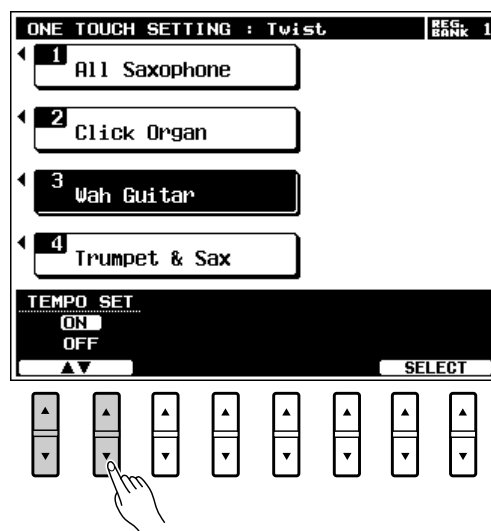 ONE TOUCH SETTING : Twist REG. BANK 1
1 All Saxophone
2 Click Organ
3 Wah Guitar
4 Trumpet & Sax
TEMPO SET
ON
OFF
▲▼ SELECT